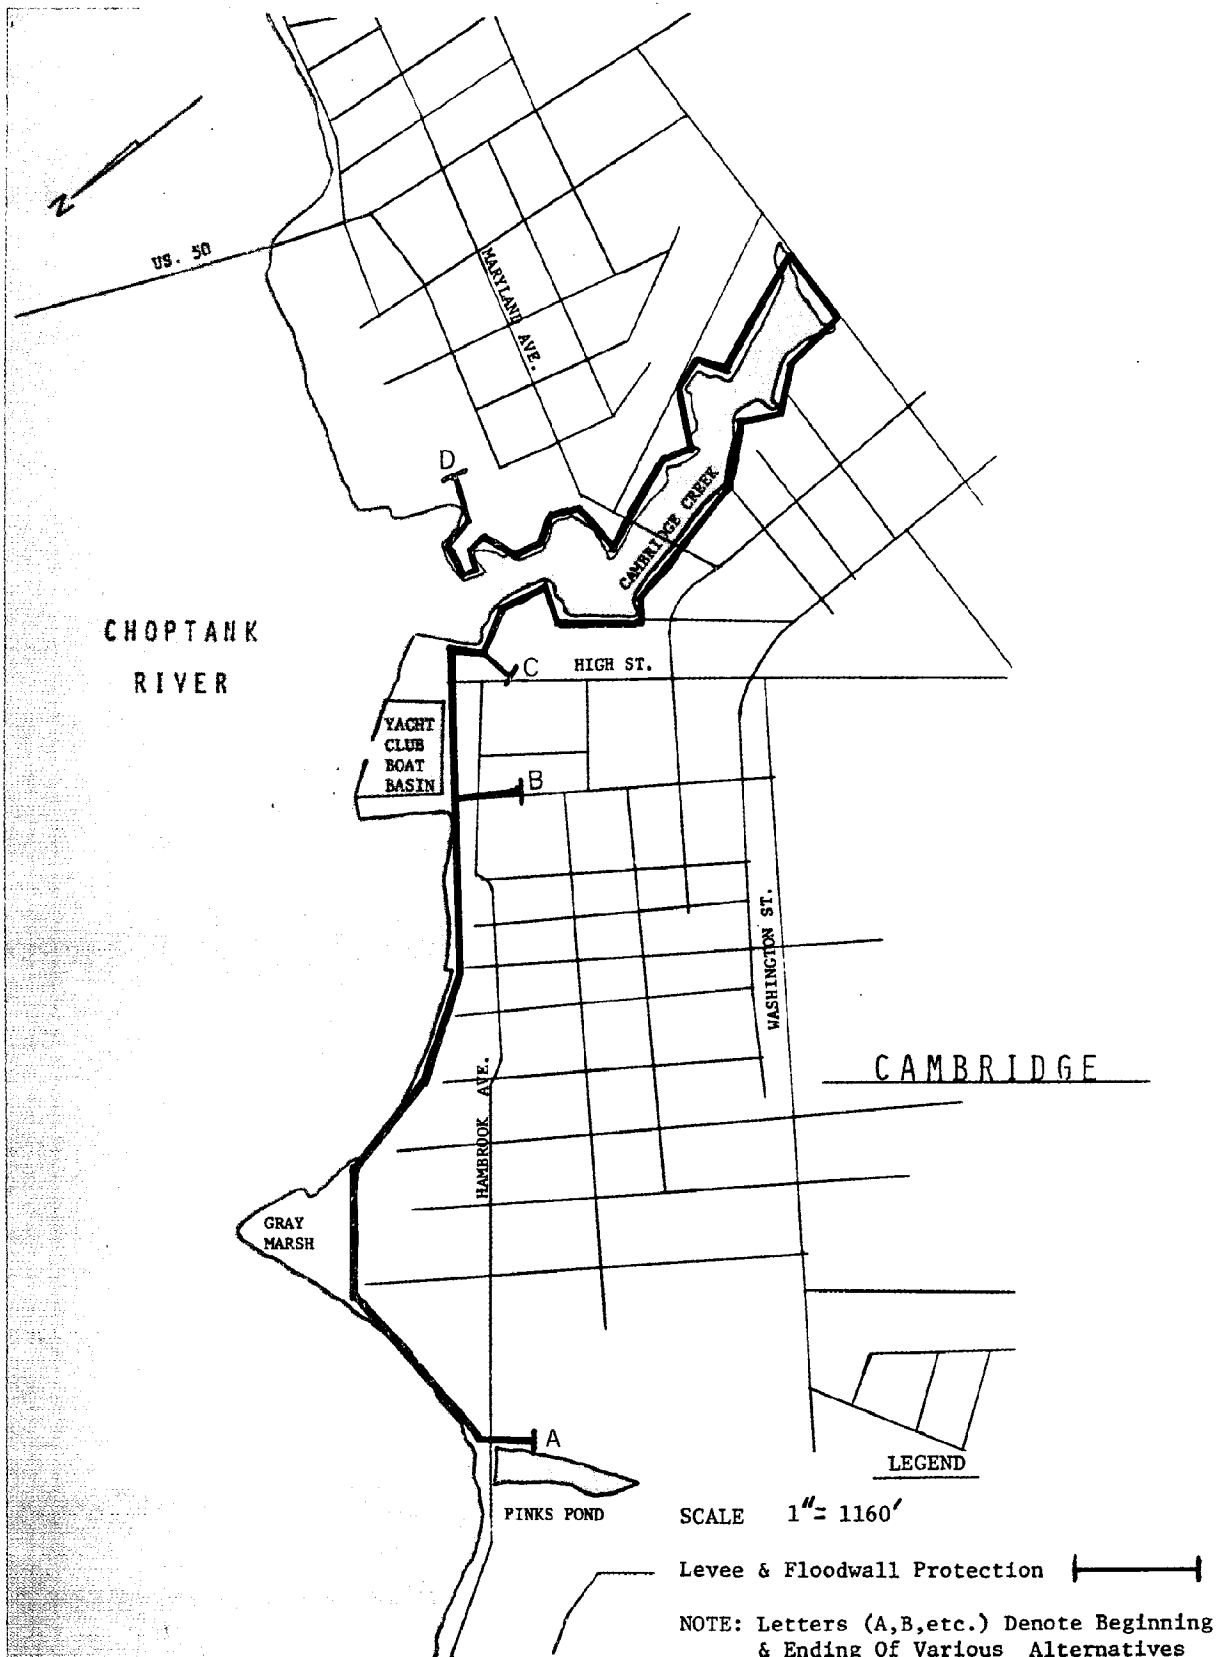 N
US. 50
MARYLAND AVE.
D
CAMBRIDGE CREEK
CHOPTANK
RIVER
C
HIGH ST.
YACHT
CLUB
BOAT
BASIN
B
WASHINGTON ST.
CAMBRIDGE
HAMBROOK AVE.
GRAY
MARSH
A
LEGEND
PINKS POND
SCALE 1"= 1160'
Levee & Floodwall Protection
NOTE: Letters (A,B,etc.) Denote Beginning
& Ending Of Various Alternatives